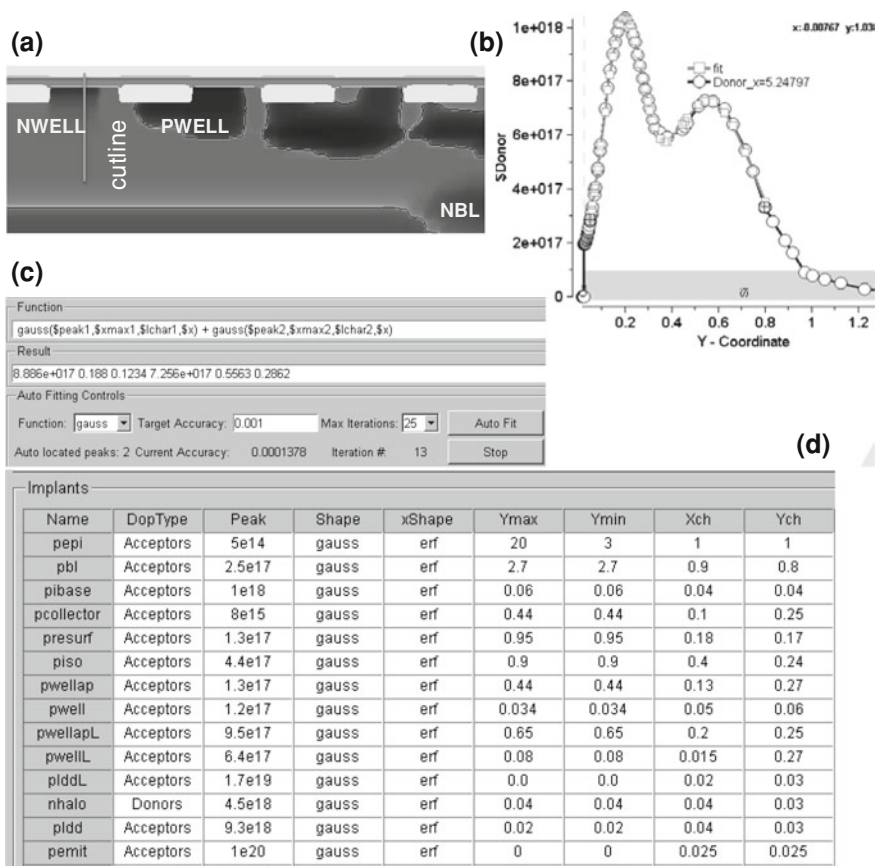 (a)
NWELL
cutline
PWELL
NBL
(b)
x:-0.00767 y:1.03
1e+018
8e+017
6e+017
4e+017
2e+017
0
$Donor
fit
Donor_x=5.24797
Si
0.2 0.4 0.6 0.8 1 1.2
Y - Coordinate
(c)
Function
gauss($peak1,$xmax1,$lchar1,$x) + gauss($peak2,$xmax2,$lchar2,$x)
Result
8.886e+017 0.188 0.1234 7.256e+017 0.5563 0.2862
Auto Fitting Controls
Function: gauss Target Accuracy: 0.001 Max Iterations: 25 Auto Fit
Auto located peaks: 2 Current Accuracy: 0.0001378 Iteration #: 13 Stop
(d)
Implants
Name DopType Peak Shape xShape Ymax Ymin Xch Ych
pepi Acceptors 5e14 gauss erf 20 3 1 1
pbl Acceptors 2.5e17 gauss erf 2.7 2.7 0.9 0.8
pibase Acceptors 1e18 gauss erf 0.06 0.06 0.04 0.04
pcollector Acceptors 8e15 gauss erf 0.44 0.44 0.1 0.25
presurf Acceptors 1.3e17 gauss erf 0.95 0.95 0.18 0.17
piso Acceptors 4.4e17 gauss erf 0.9 0.9 0.4 0.24
pwellap Acceptors 1.3e17 gauss erf 0.44 0.44 0.13 0.27
pwell Acceptors 1.2e17 gauss erf 0.034 0.034 0.05 0.06
pwellapL Acceptors 9.5e17 gauss erf 0.65 0.65 0.2 0.25
pwellL Acceptors 6.4e17 gauss erf 0.08 0.08 0.015 0.27
plddL Acceptors 1.7e19 gauss erf 0.0 0.0 0.02 0.03
nhalo Donors 4.5e18 gauss erf 0.04 0.04 0.04 0.03
pldd Acceptors 9.3e18 gauss erf 0.02 0.02 0.04 0.03
pemit Acceptors 1e20 gauss erf 0 0 0.025 0.025